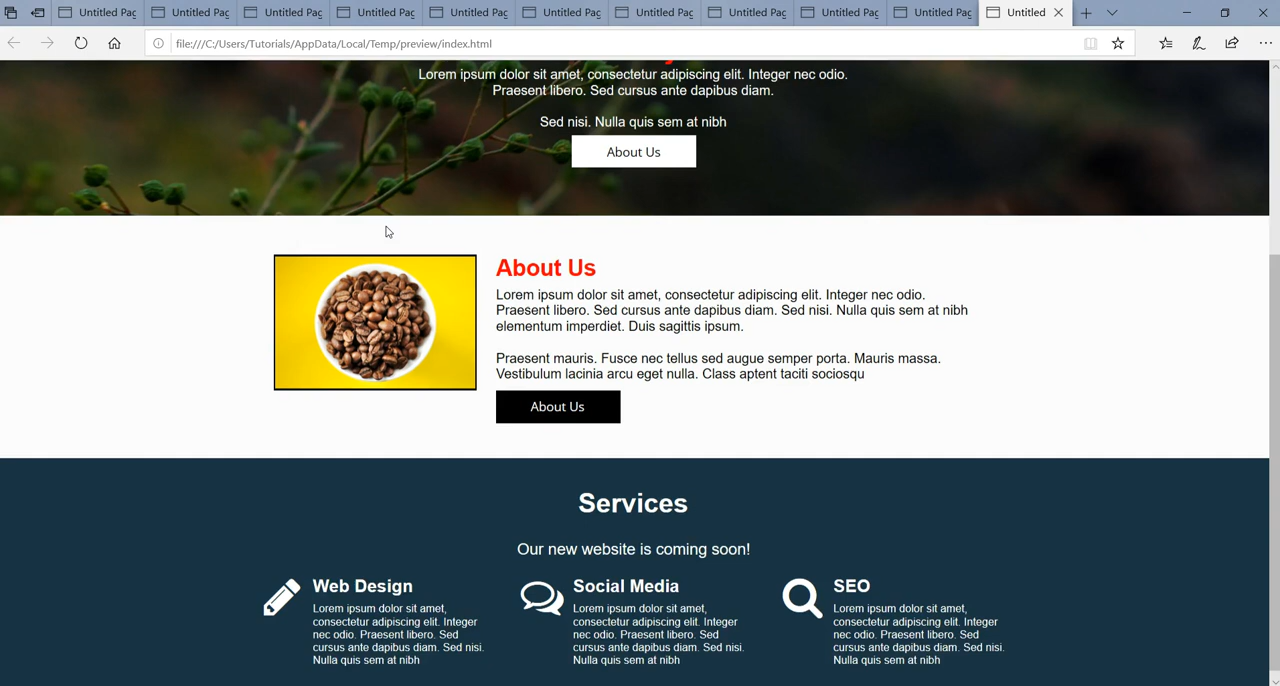 Untitled Pag Untitled Pag Untitled Pag Untitled Pag Untitled Pag Untitled Pag Untitled Pag Untitled Pag Untitled Pag Untitled Pag Untitled
file:///C:/Users/Tutorials/AppData/Local/Temp/preview/index.html
Lorem ipsum dolor sit amet, consectetur adipiscing elit. Integer nec odio.
Praesent libero. Sed cursus ante dapibus diam.
Sed nisi. Nulla quis sem at nibh
About Us
About Us
Lorem ipsum dolor sit amet, consectetur adipiscing elit. Integer nec odio.
Praesent libero. Sed cursus ante dapibus diam. Sed nisi. Nulla quis sem at nibh
elementum imperdiet. Duis sagittis ipsum.
Praesent mauris. Fusce nec tellus sed augue semper porta. Mauris massa.
Vestibulum lacinia arcu eget nulla. Class aptent taciti sociosqu
About Us
Services
Our new website is coming soon!
Web Design
Lorem ipsum dolor sit amet,
consectetur adipiscing elit. Integer
nec odio. Praesent libero. Sed
cursus ante dapibus diam. Sed nisi.
Nulla quis sem at nibh
Social Media
Lorem ipsum dolor sit amet,
consectetur adipiscing elit. Integer
nec odio. Praesent libero. Sed
cursus ante dapibus diam. Sed nisi.
Nulla quis sem at nibh
SEO
Lorem ipsum dolor sit amet,
consectetur adipiscing elit. Integer
nec odio. Praesent libero. Sed
cursus ante dapibus diam. Sed nisi.
Nulla quis sem at nibh